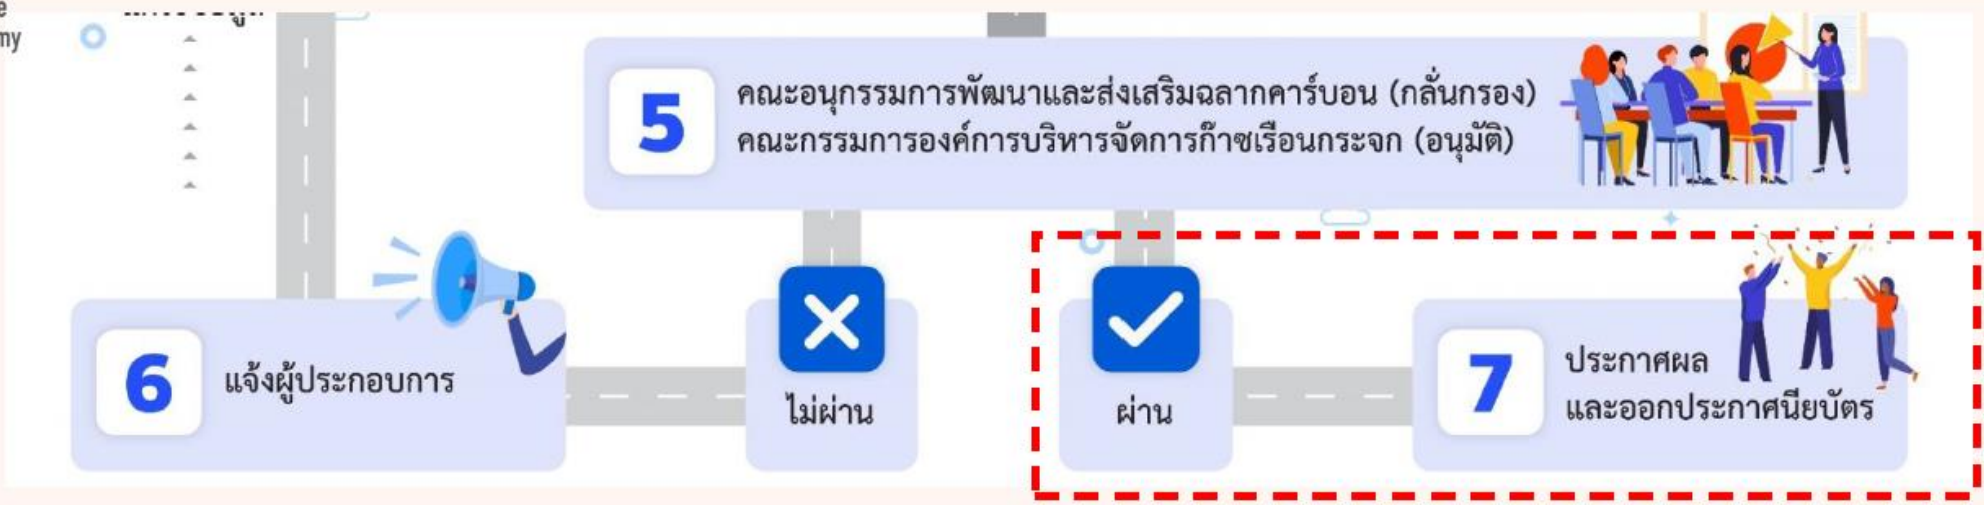 my
5
คณะอนุกรรมการพัฒนาและส่งเสริมฉลากคาร์บอน (กลั่นกรอง)
คณะกรรมการองค์การบริหารจัดการก๊าซเรือนกระจก (อนุมัติ)
6
แจ้งผู้ประกอบการ
ไม่ผ่าน
ผ่าน
7
ประกาศผล
และออกประกาศนียบัตร